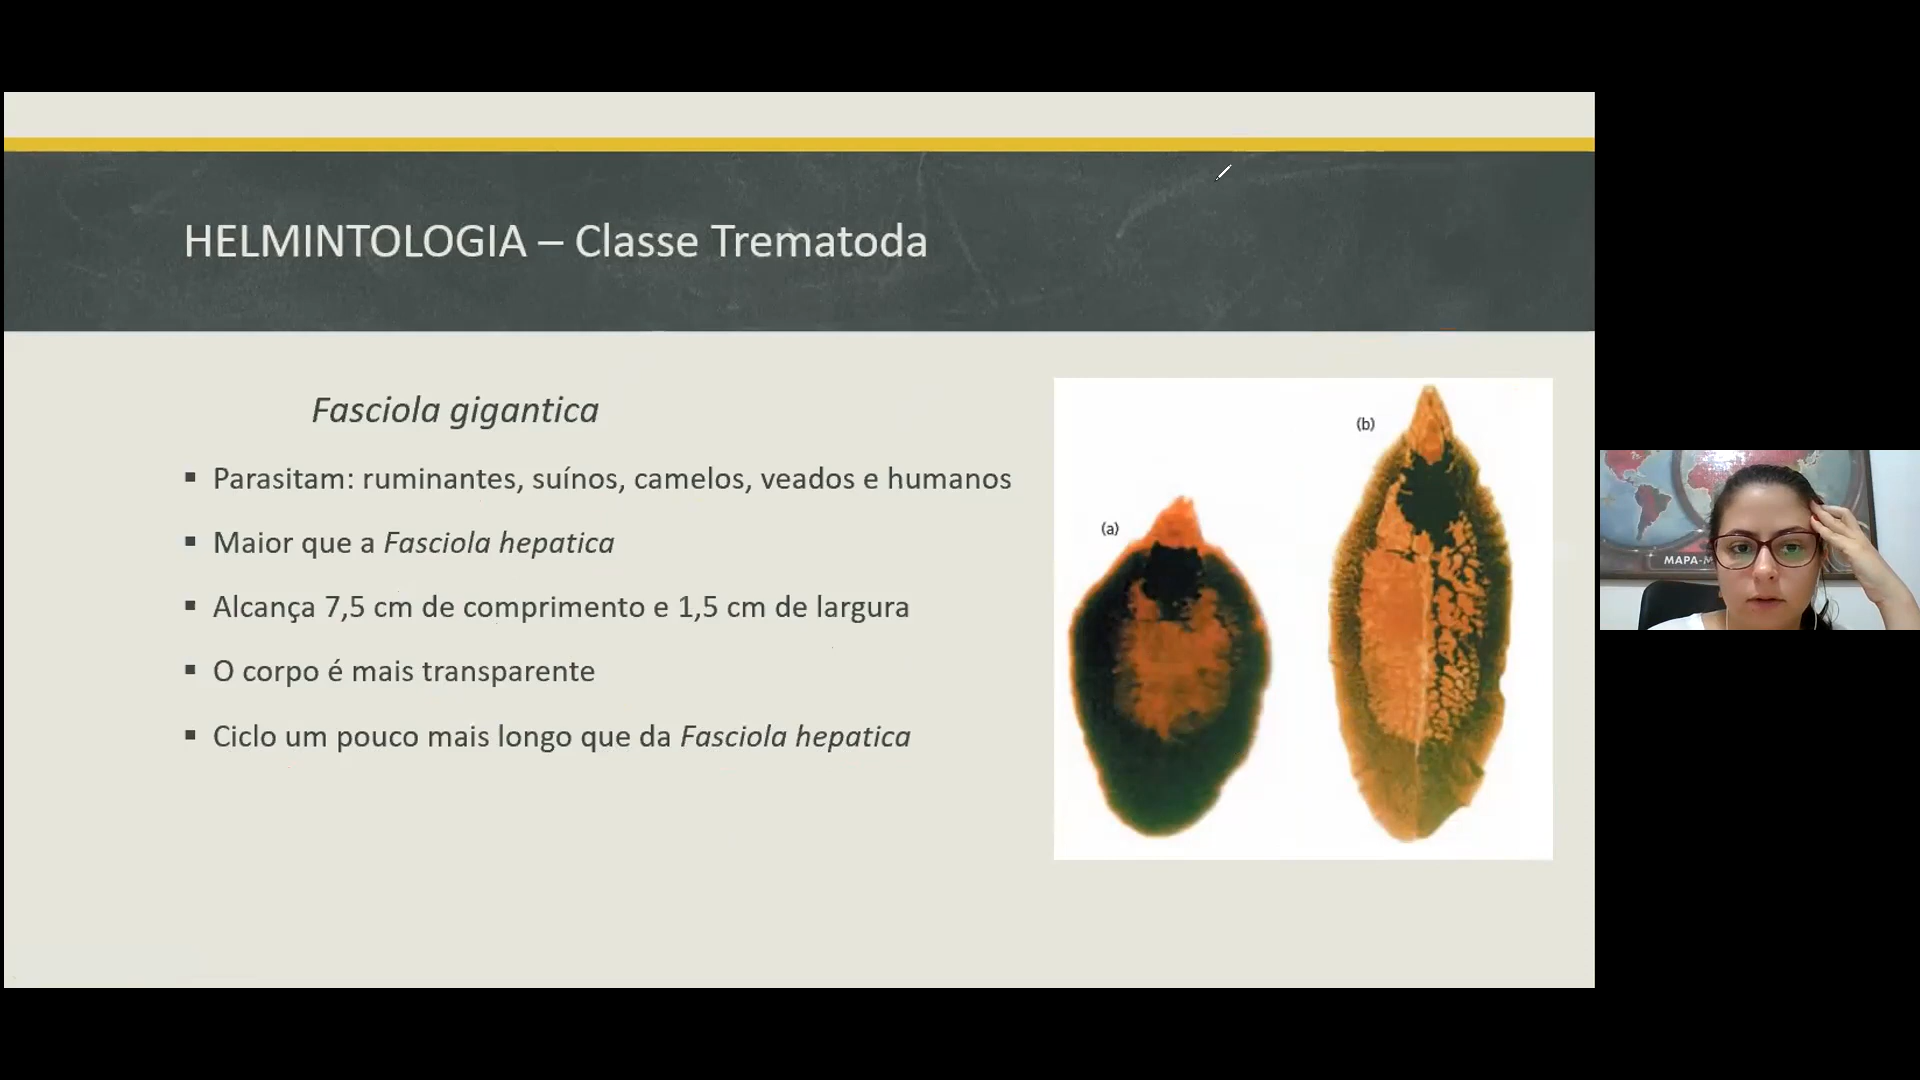 HELMINTOLOGIA – Classe Trematoda
Fasciola gigantica
▪ Parasitam: ruminantes, suínos, camelos, veados e humanos
▪ Maior que a Fasciola hepatica
▪ Alcança 7,5 cm de comprimento e 1,5 cm de largura
▪ O corpo é mais transparente
▪ Ciclo um pouco mais longo que da Fasciola hepatica
(a)
(b)
MAPA-M